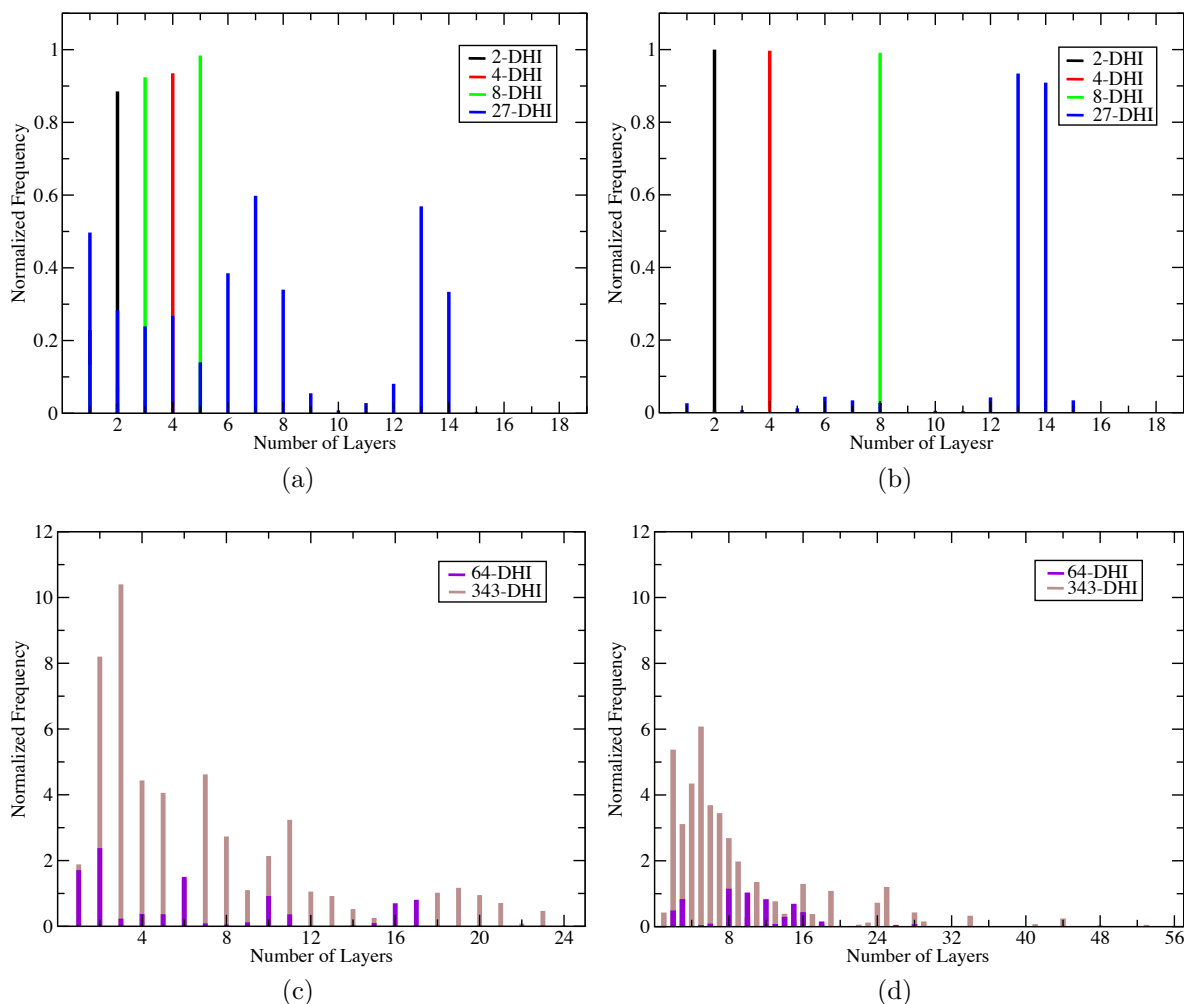 1
0.8
0.6
0.4
0.2
0
Normalized Frequency
2-DHI
4-DHI
8-DHI
27-DHI
2 4 6 8 10 12 14 16 18
Number of Layers
(a)
1
0.8
0.6
0.4
0.2
0
Normalized Frequency
2-DHI
4-DHI
8-DHI
27-DHI
2 4 6 8 10 12 14 16 18
Number of Layesr
(b)
12
10
8
6
4
2
0
Normalized Frequency
64-DHI
343-DHI
4 8 12 16 20 24
Number of Layers
(c)
12
10
8
6
4
2
0
Normalized Frequency
64-DHI
343-DHI
8 16 24 32 40 48 56
Number of Layers
(d)